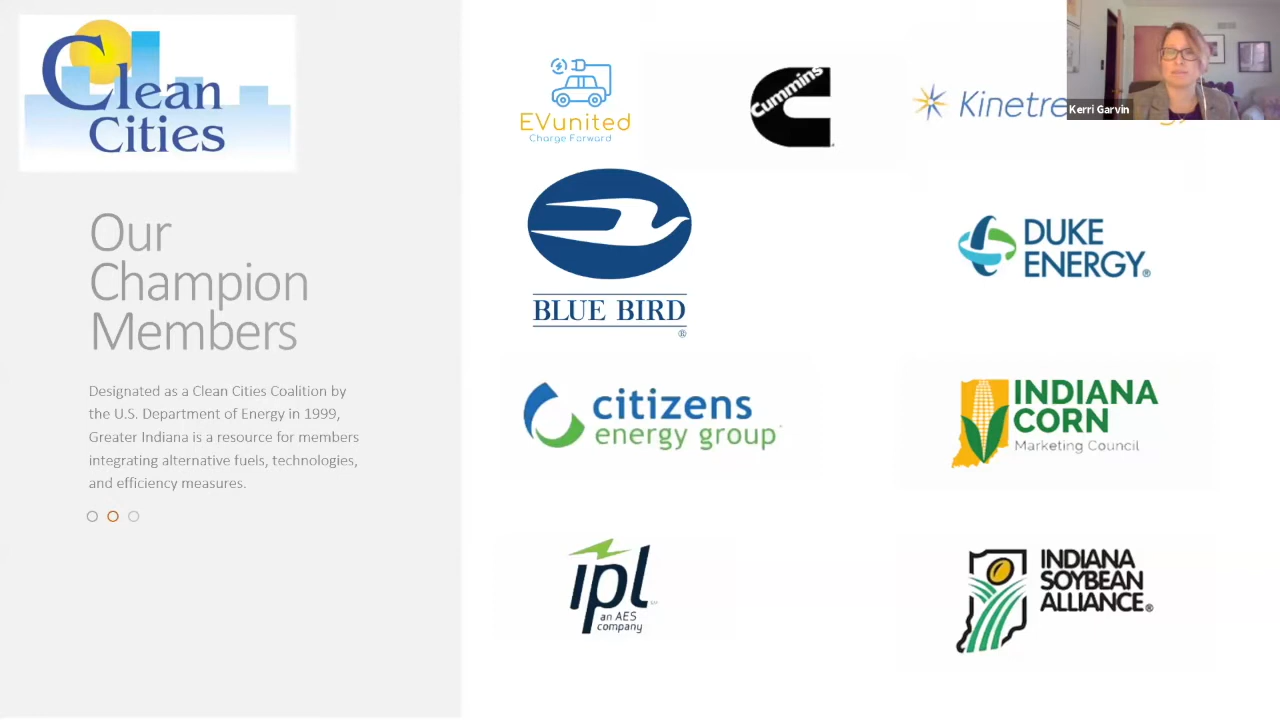 Clean
Cities
Our
Champion
Members
Designated as a Clean Cities Coalition by
the U.S. Department of Energy in 1999,
Greater Indiana is a resource for members
integrating alternative fuels, technologies,
and efficiency measures.
EVunited
Charge Forward
Cummins
Kinetre
Kerri Garvin
BLUE BIRD
®
DUKE
ENERGY®
citizens
energy group
INDIANA
CORN
Marketing Council
ipl
an AES
company
INDIANA
SOYBEAN
ALLIANCE®